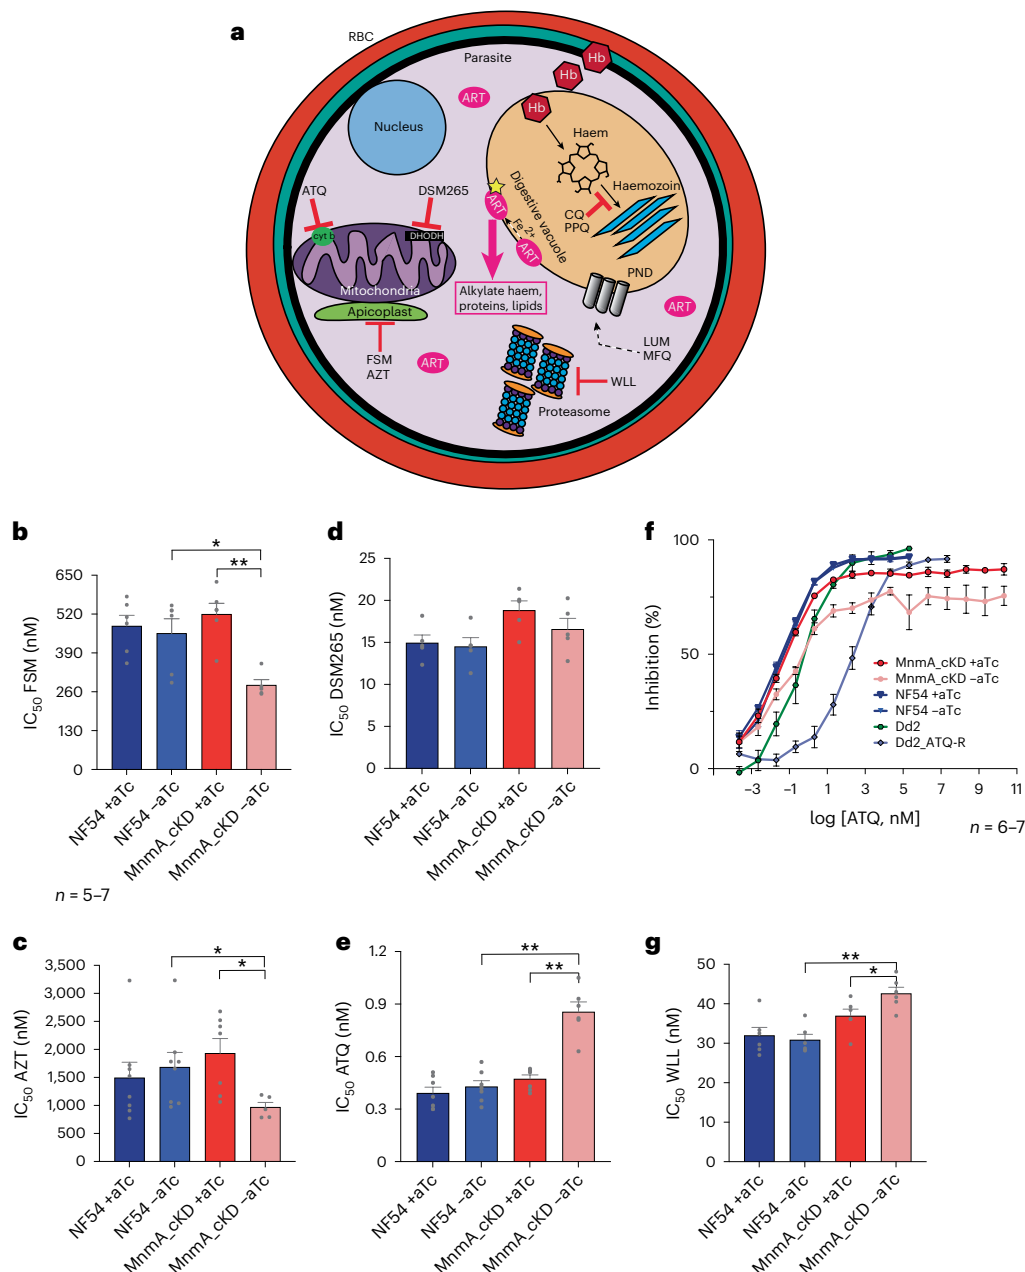 a
RBC
Parasite
Hb
Hb
Hb
ART
Nucleus
Haem
Haemozoin
CQ
PPQ
Digestive vacuole
ART
Fe2+
ART
ATQ
DSM265
cyt b
DHODH
Mitochondria
Apicoplast
FSM
AZT
ART
Alkylate haem,
proteins, lipids
PND
ART
LUM
MFQ
WLL
Proteasome
b
IC50 FSM (nM)
650
520
390
260
130
0
*
**
NF54 +aTc
NF54 –aTc
MnmA_cKD +aTc
MnmA_cKD –aTc
n = 5–7
d
IC50 DSM265 (nM)
25
20
15
10
5
0
NF54 +aTc
NF54 –aTc
MnmA_cKD +aTc
MnmA_cKD –aTc
f
Inhibition (%)
100
50
0
MnmA_cKD +aTc
MnmA_cKD –aTc
NF54 +aTc
NF54 –aTc
Dd2
Dd2_ATQ-R
–3 –1 1 3 5 7 9 11
log [ATQ, nM]
n = 6–7
c
IC50 AZT (nM)
3,500
3,000
2,500
2,000
1,500
1,000
500
0
*
*
NF54 +aTc
NF54 –aTc
MnmA_cKD +aTc
MnmA_cKD –aTc
e
IC50 ATQ (nM)
1.2
0.9
0.6
0.3
0
**
**
NF54 +aTc
NF54 –aTc
MnmA_cKD +aTc
MnmA_cKD –aTc
g
IC50 WLL (nM)
50
40
30
20
10
0
**
*
NF54 +aTc
NF54 –aTc
MnmA_cKD +aTc
MnmA_cKD –aTc